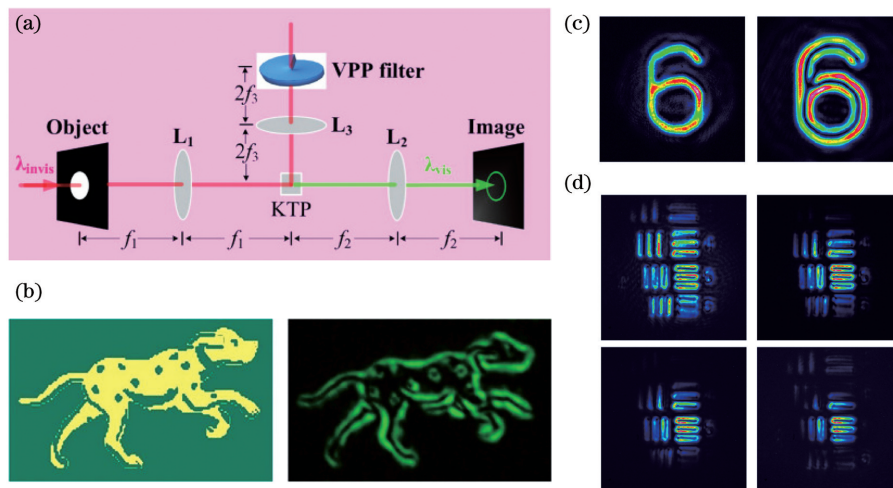 (a)
VPP filter
2f₃
L₃
2f₃
Object
L₁
L₂
Image
λinvis
λvis
KTP
f₁
f₁
f₂
f₂
(b)
(c)
(d)